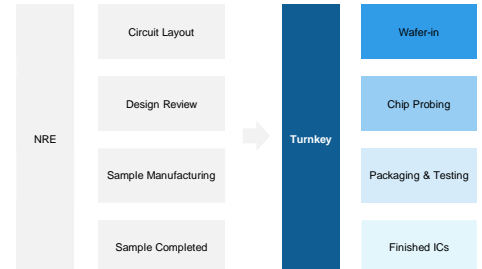 NRE
Circuit Layout
Design Review
Sample Manufacturing
Sample Completed
Turnkey
Wafer-in
Chip Probing
Packaging & Testing
Finished ICs